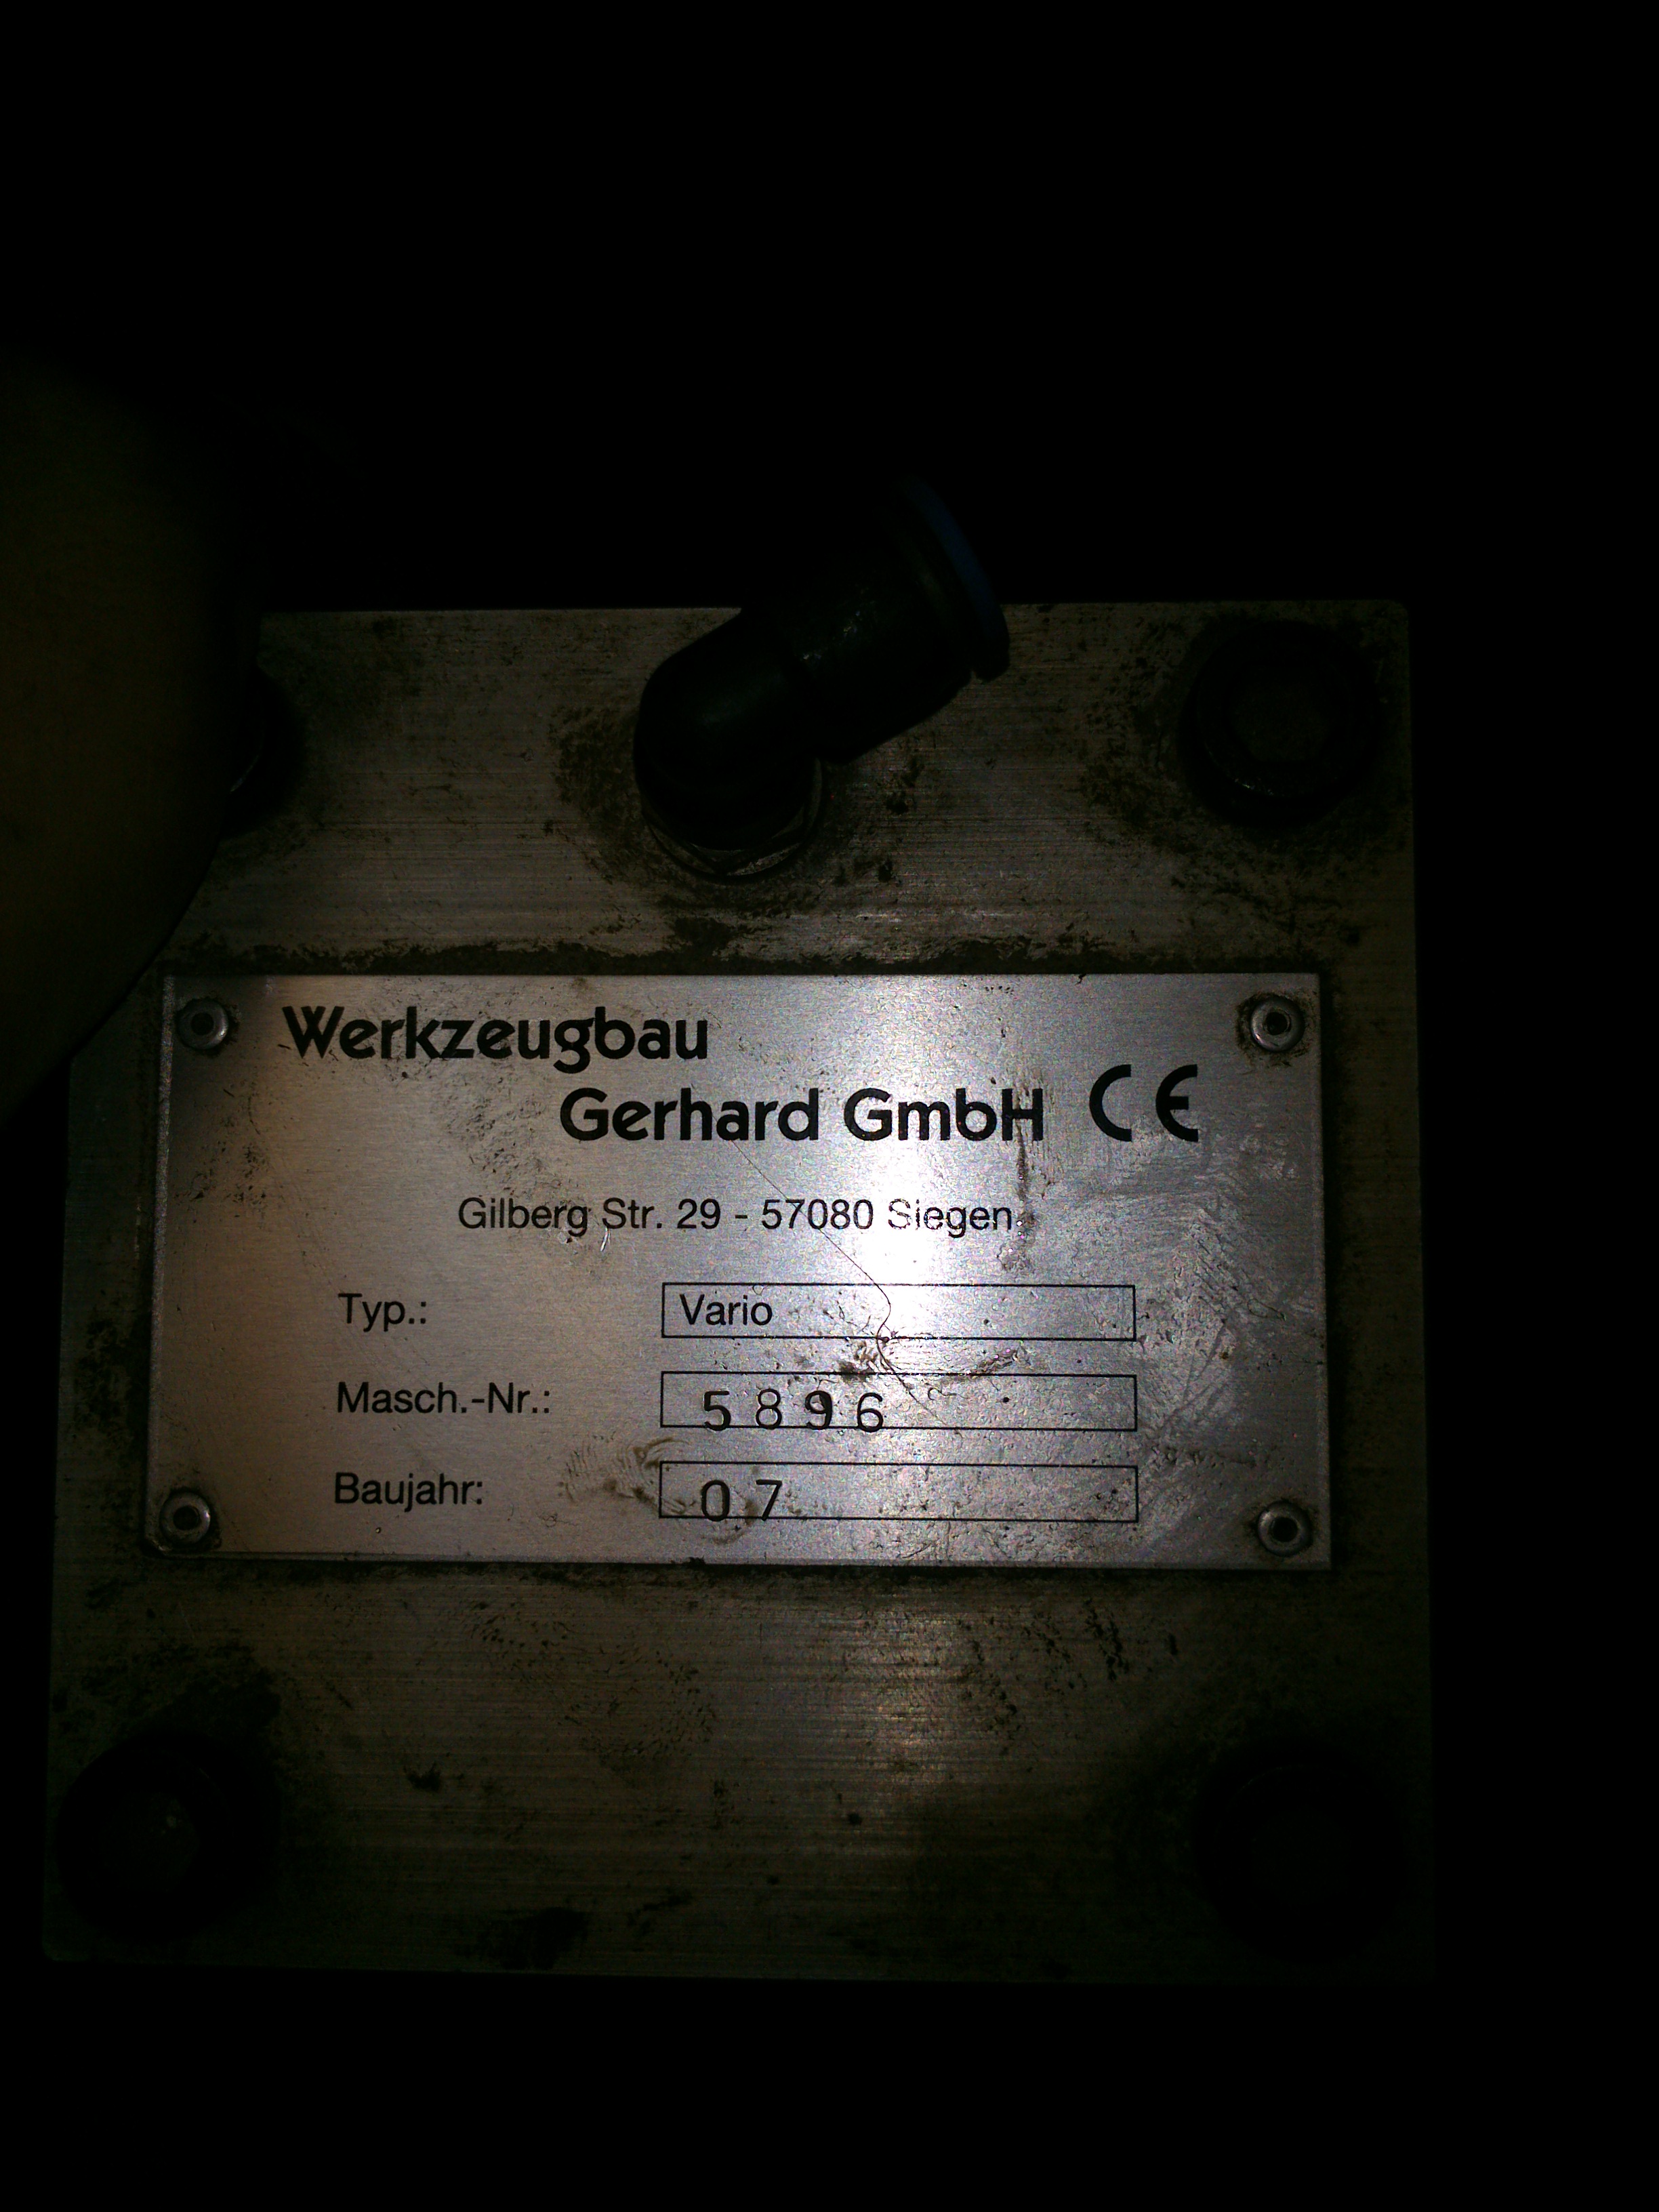 Werkzeugbau
Gerhard GmbH CE
Gilberg Str. 29 - 57080 Siegen
Typ.: Vario
Masch.-Nr.: 5896
Baujahr: 07